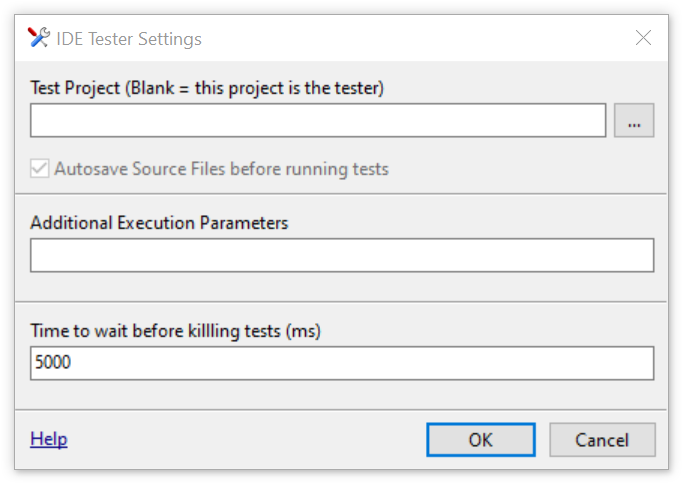 IDE Tester Settings
Test Project (Blank = this project is the tester)
...
Autosave Source Files before running tests
Additional Execution Parameters
Time to wait before killling tests (ms)
5000
Help OK Cancel